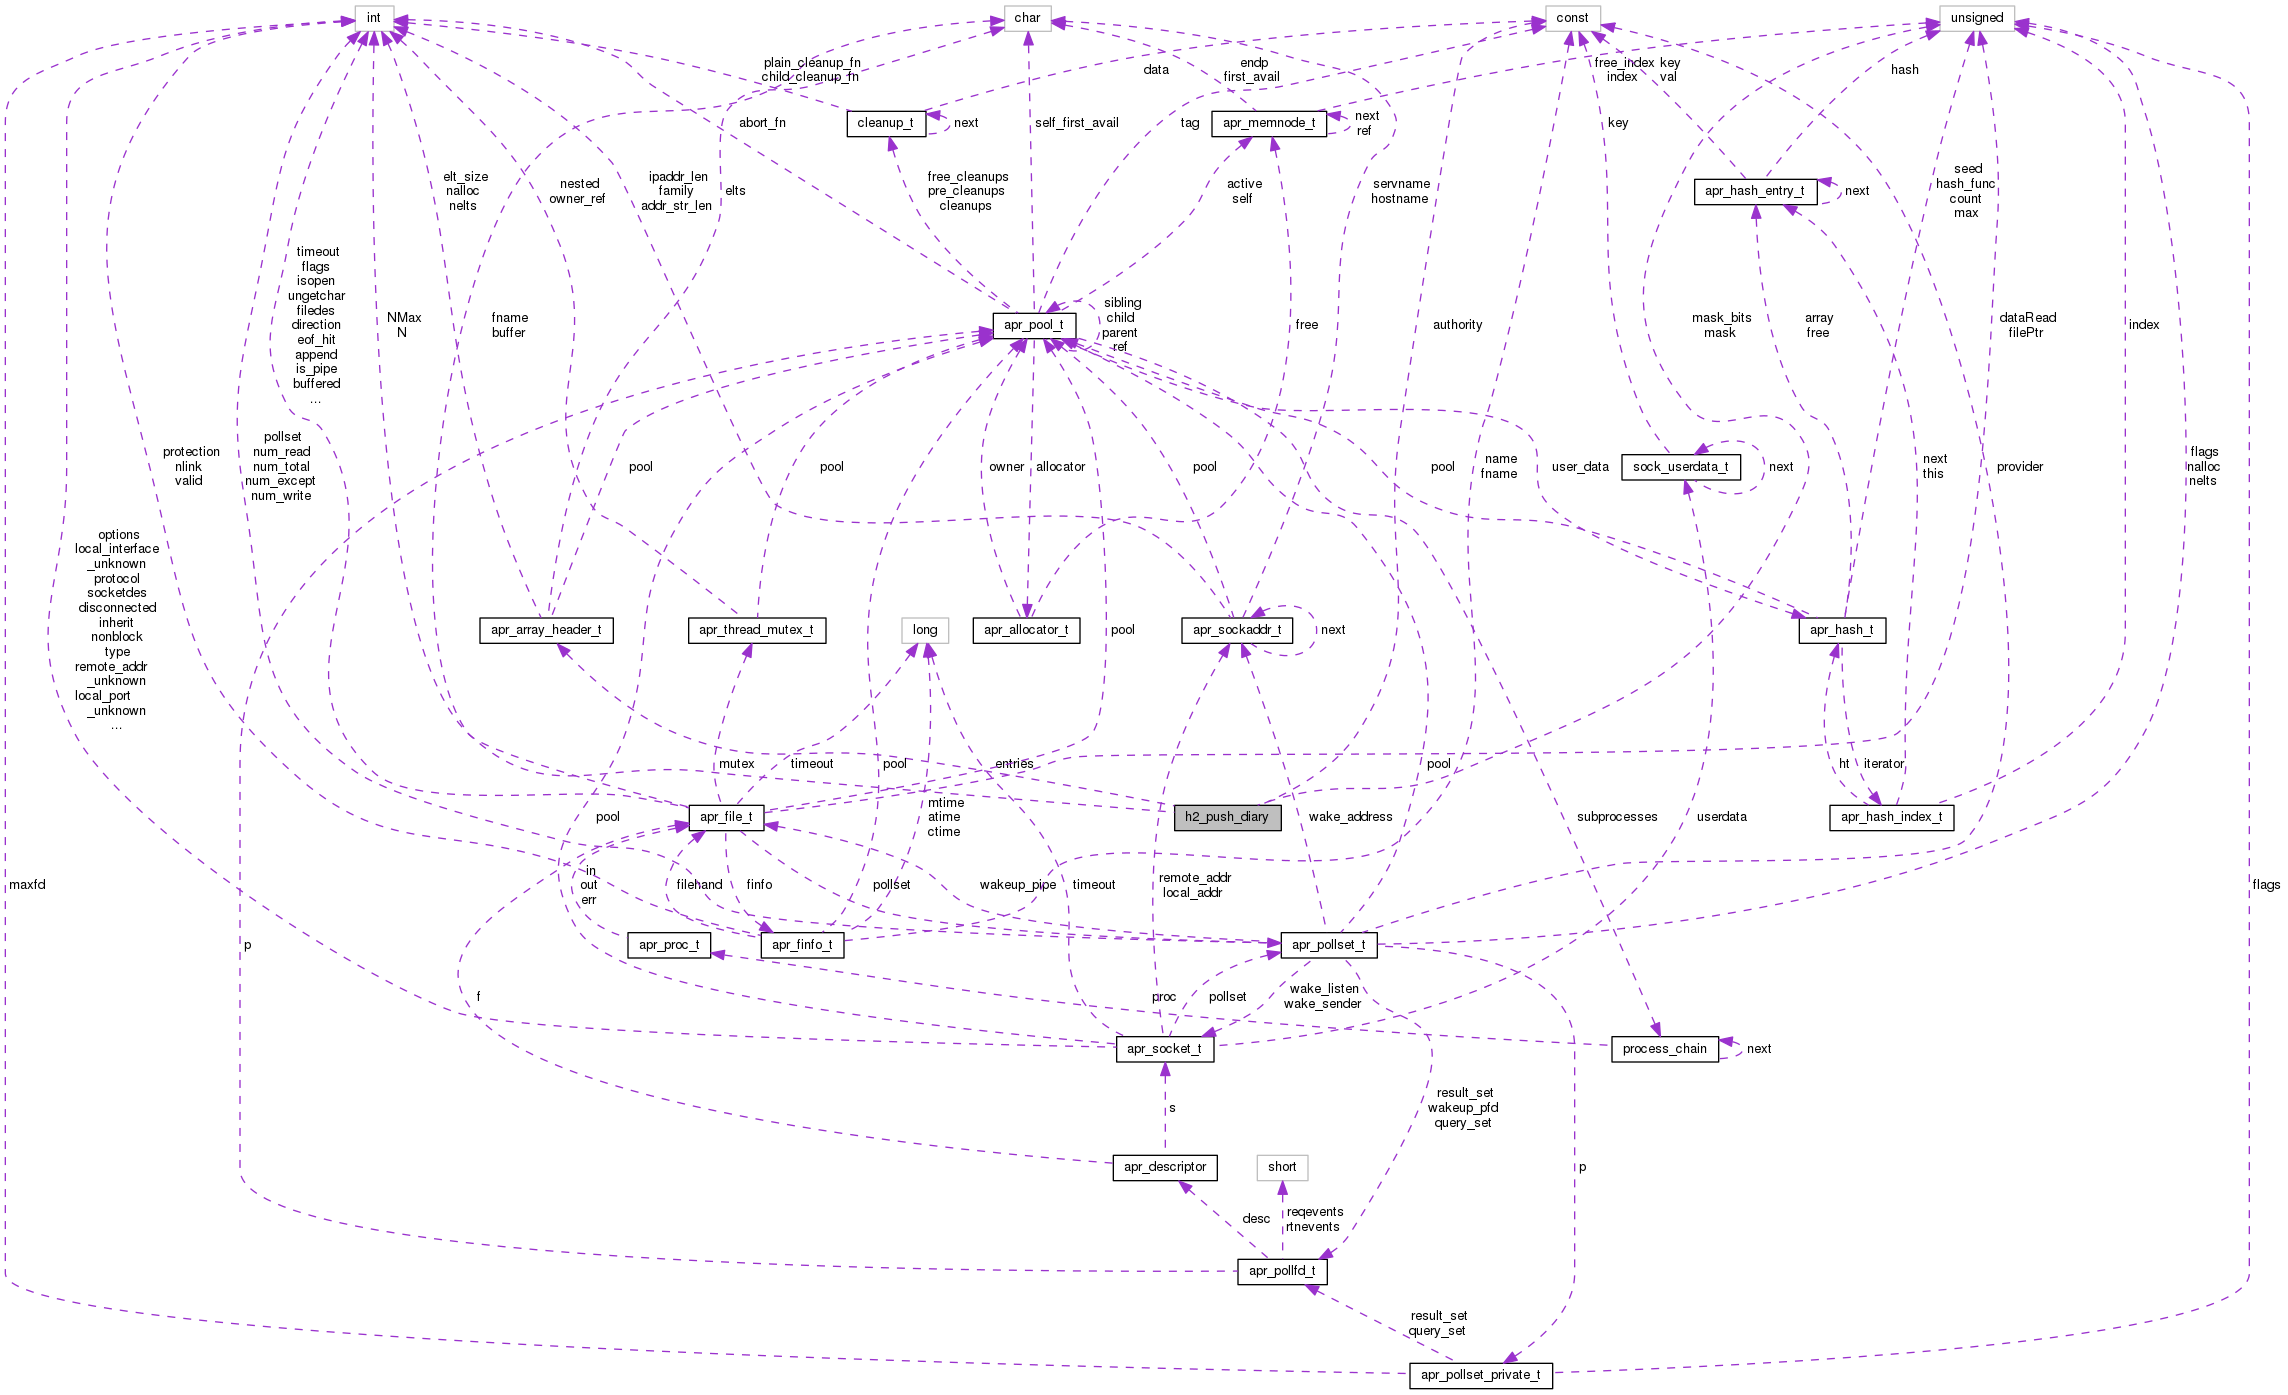 int
char
const
unsigned
plain_cleanup_fn
child_cleanup_fn
data
endp
first_avail
free_index
index
key
val
hash
cleanup_t
next
abort_fn
self_first_avail
tag
apr_memnode_t
next
ref
key
elt_size
nalloc
nelts
nested
owner_ref
ipaddr_len
family
addr_str_len
elts
free_cleanups
pre_cleanups
cleanups
active
self
servname
hostname
apr_hash_entry_t
next
seed
hash_func
count
max
timeout
flags
isopen
ungetchar
filedes
direction
eof_hit
append
is_pipe
buffered
...
NMax
N
fname
buffer
apr_pool_t
sibling
child
parent
ref
free
authority
mask_bits
mask
array
free
dataRead
filePtr
index
protection
nlink
valid
pollset
num_read
num_total
num_except
num_write
pool
pool
owner
allocator
pool
pool
name
fname
user_data
sock_userdata_t
next
next
this
provider
flags
nalloc
nelts
options
local_interface
_unknown
protocol
socketdes
disconnected
inherit
nonblock
type
remote_addr
_unknown
local_port
_unknown
...
apr_array_header_t
apr_thread_mutex_t
long
apr_allocator_t
pool
apr_sockaddr_t
next
apr_hash_t
mutex
timeout
pool
entries
pool
ht
iterator
pool
apr_file_t
mtime
atime
ctime
h2_push_diary
wake_address
subprocesses
userdata
apr_hash_index_t
maxfd
in
out
err
filehand
finfo
pollset
wakeup_pipe
timeout
remote_addr
local_addr
flags
p
apr_proc_t
apr_finfo_t
apr_pollset_t
f
proc
pollset
wake_listen
wake_sender
apr_socket_t
process_chain
next
s
result_set
wakeup_pfd
query_set
apr_descriptor
short
p
desc
reqevents
rtnevents
apr_pollfd_t
result_set
query_set
apr_pollset_private_t